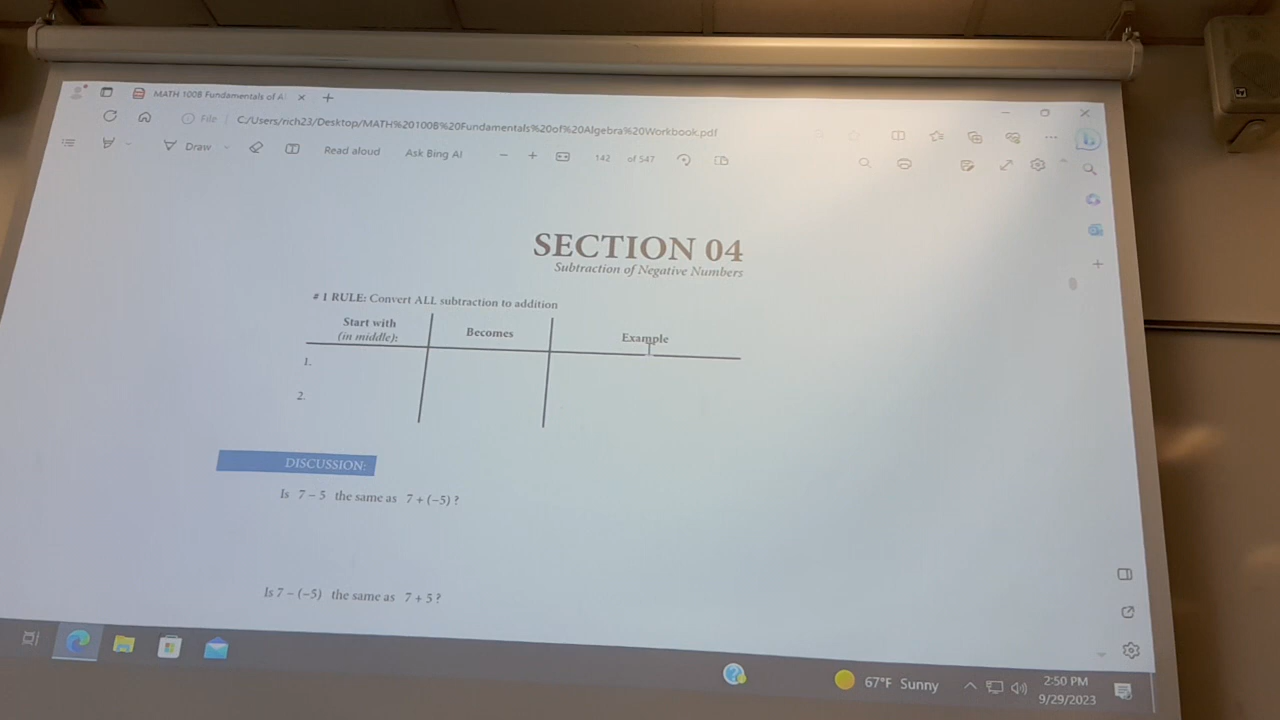 MATH 100B Fundamentals of A
File
C:/Users/rich23/Desktop/MATH%20100B%20Fundamentals%20of%20Algebra%20Workbook.pdf
Draw
Read aloud
Ask Bing AI
142 of 547
SECTION 04
Subtraction of Negative Numbers
# 1 RULE: Convert ALL subtraction to addition
Start with
(in middle):
Becomes
Example
1.
2.
DISCUSSION:
Is 7 – 5 the same as 7 + (–5) ?
Is 7 – (–5) the same as 7 + 5 ?
67°F Sunny
2:50 PM
9/29/2023